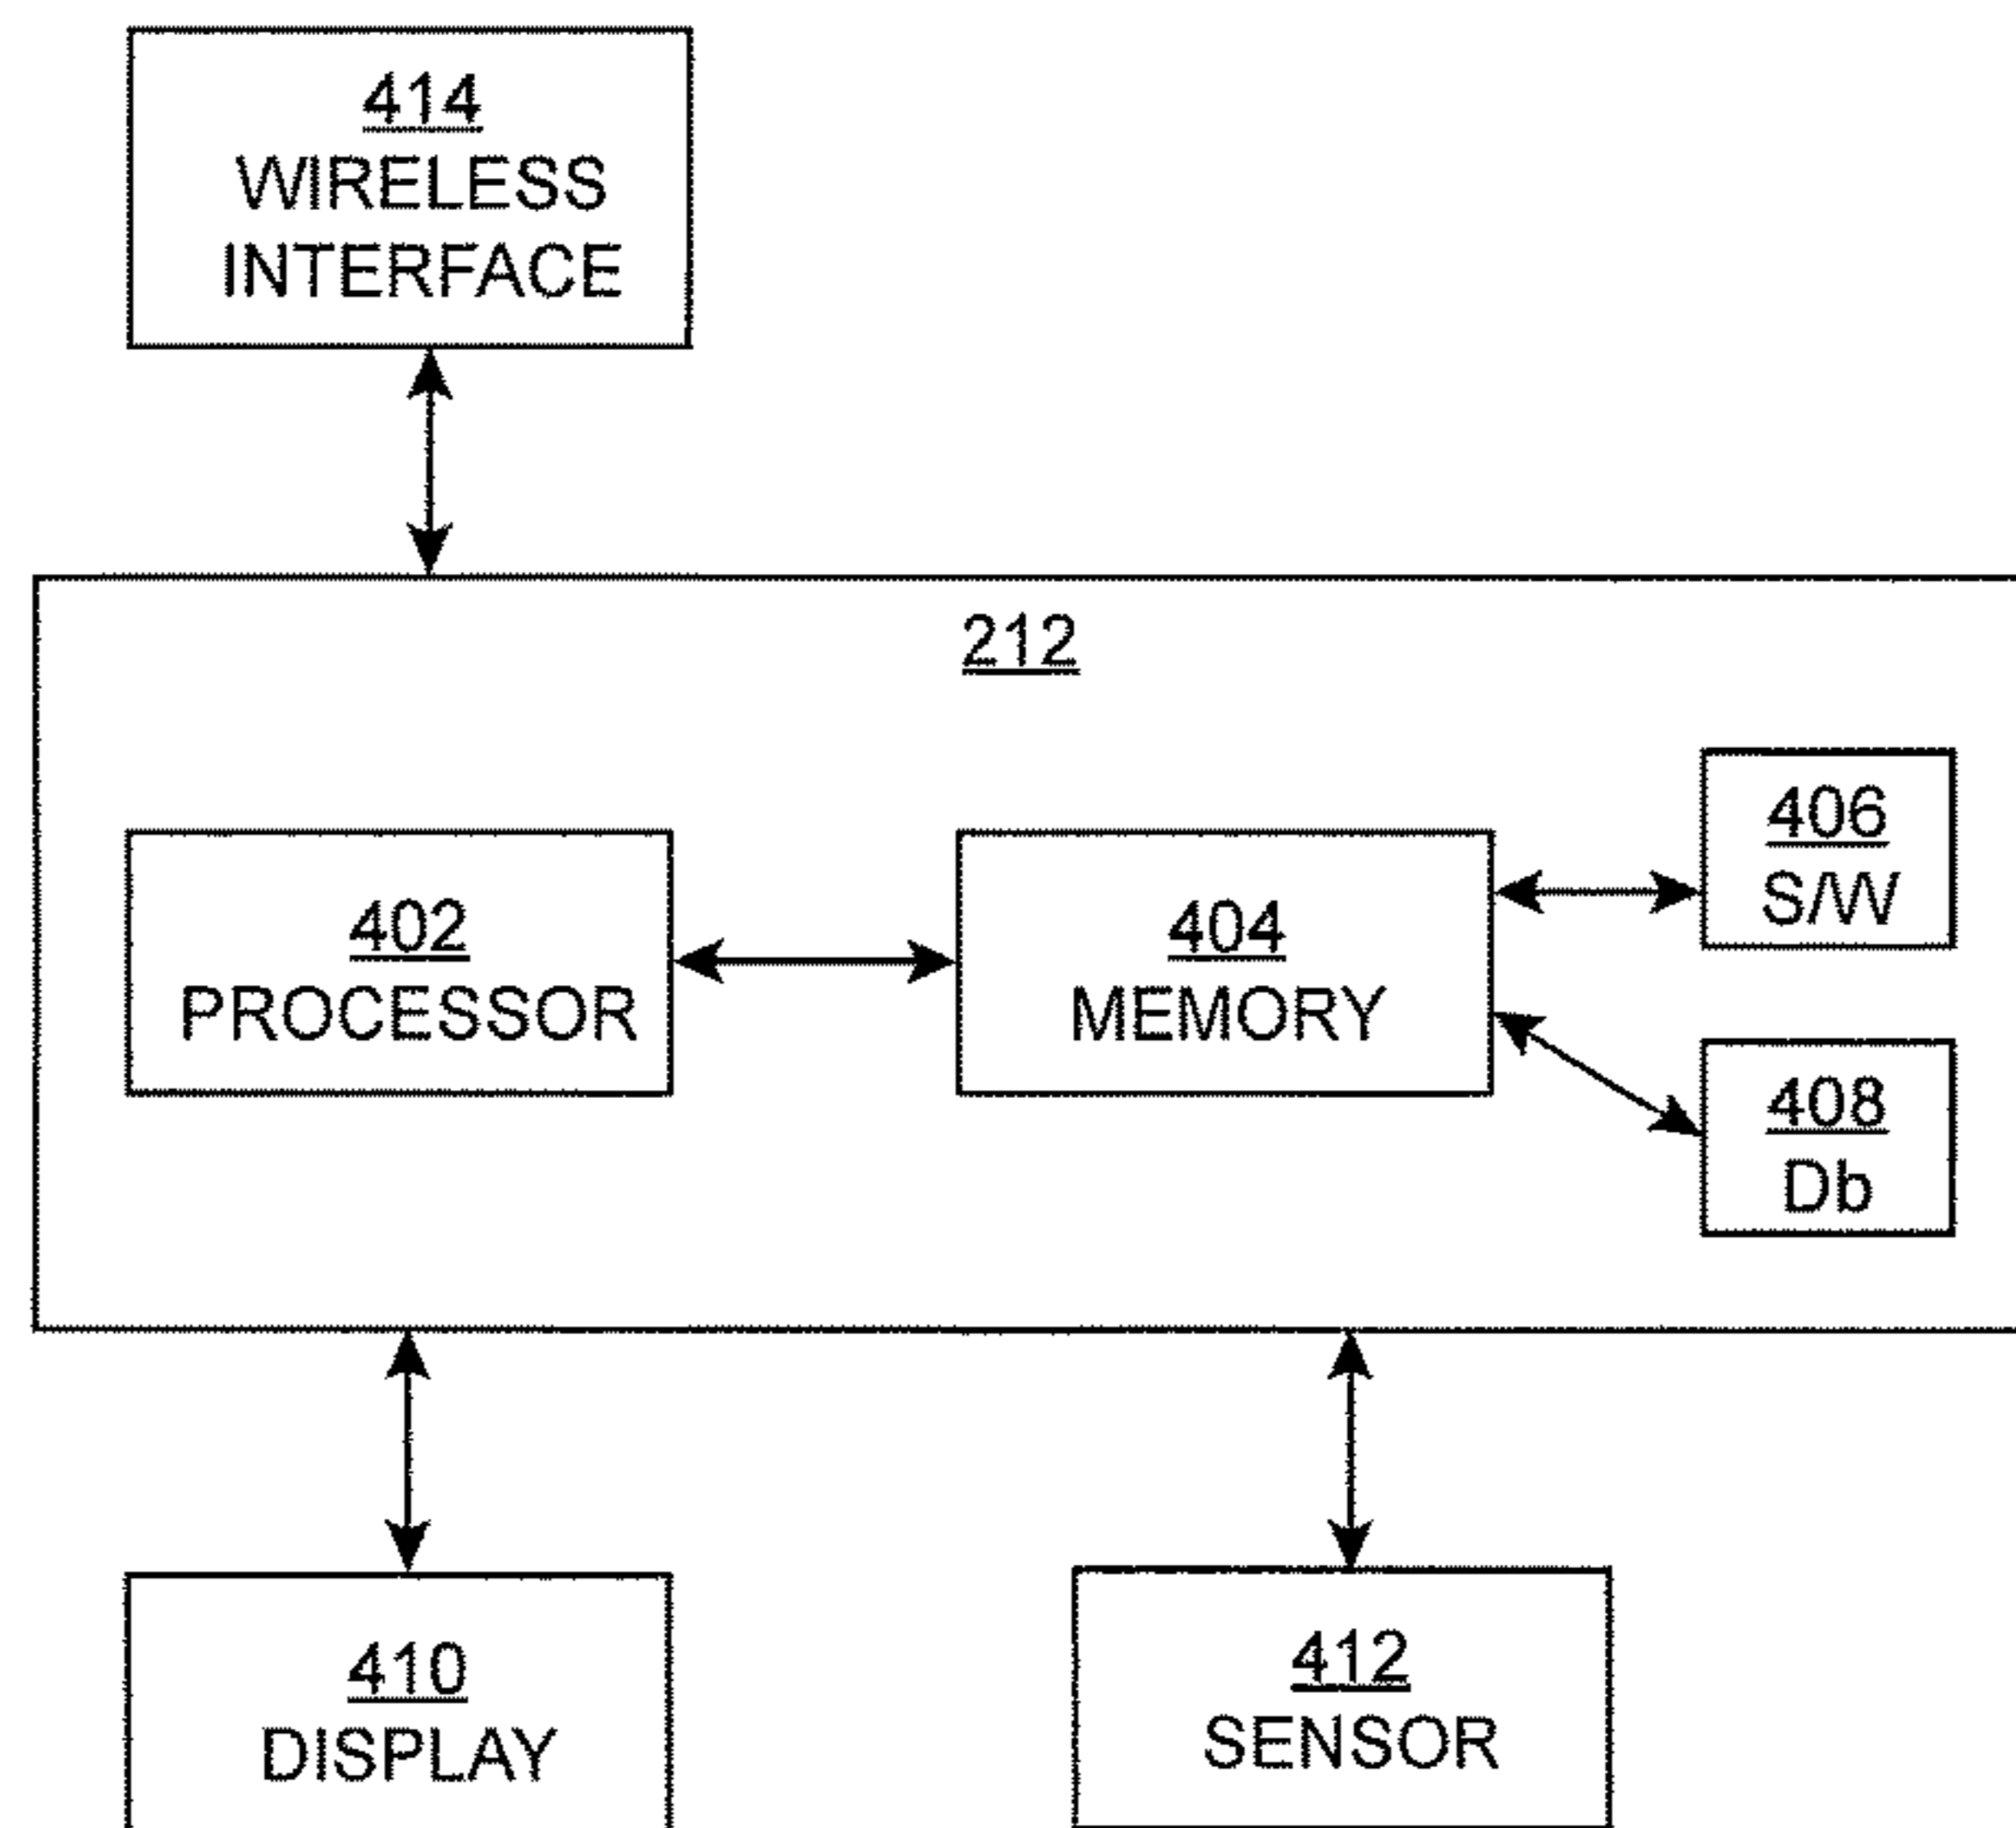 414
WIRELESS
INTERFACE
212
406
S/W
402
PROCESSOR
404
MEMORY
408
Db
410
DISPLAY
412
SENSOR